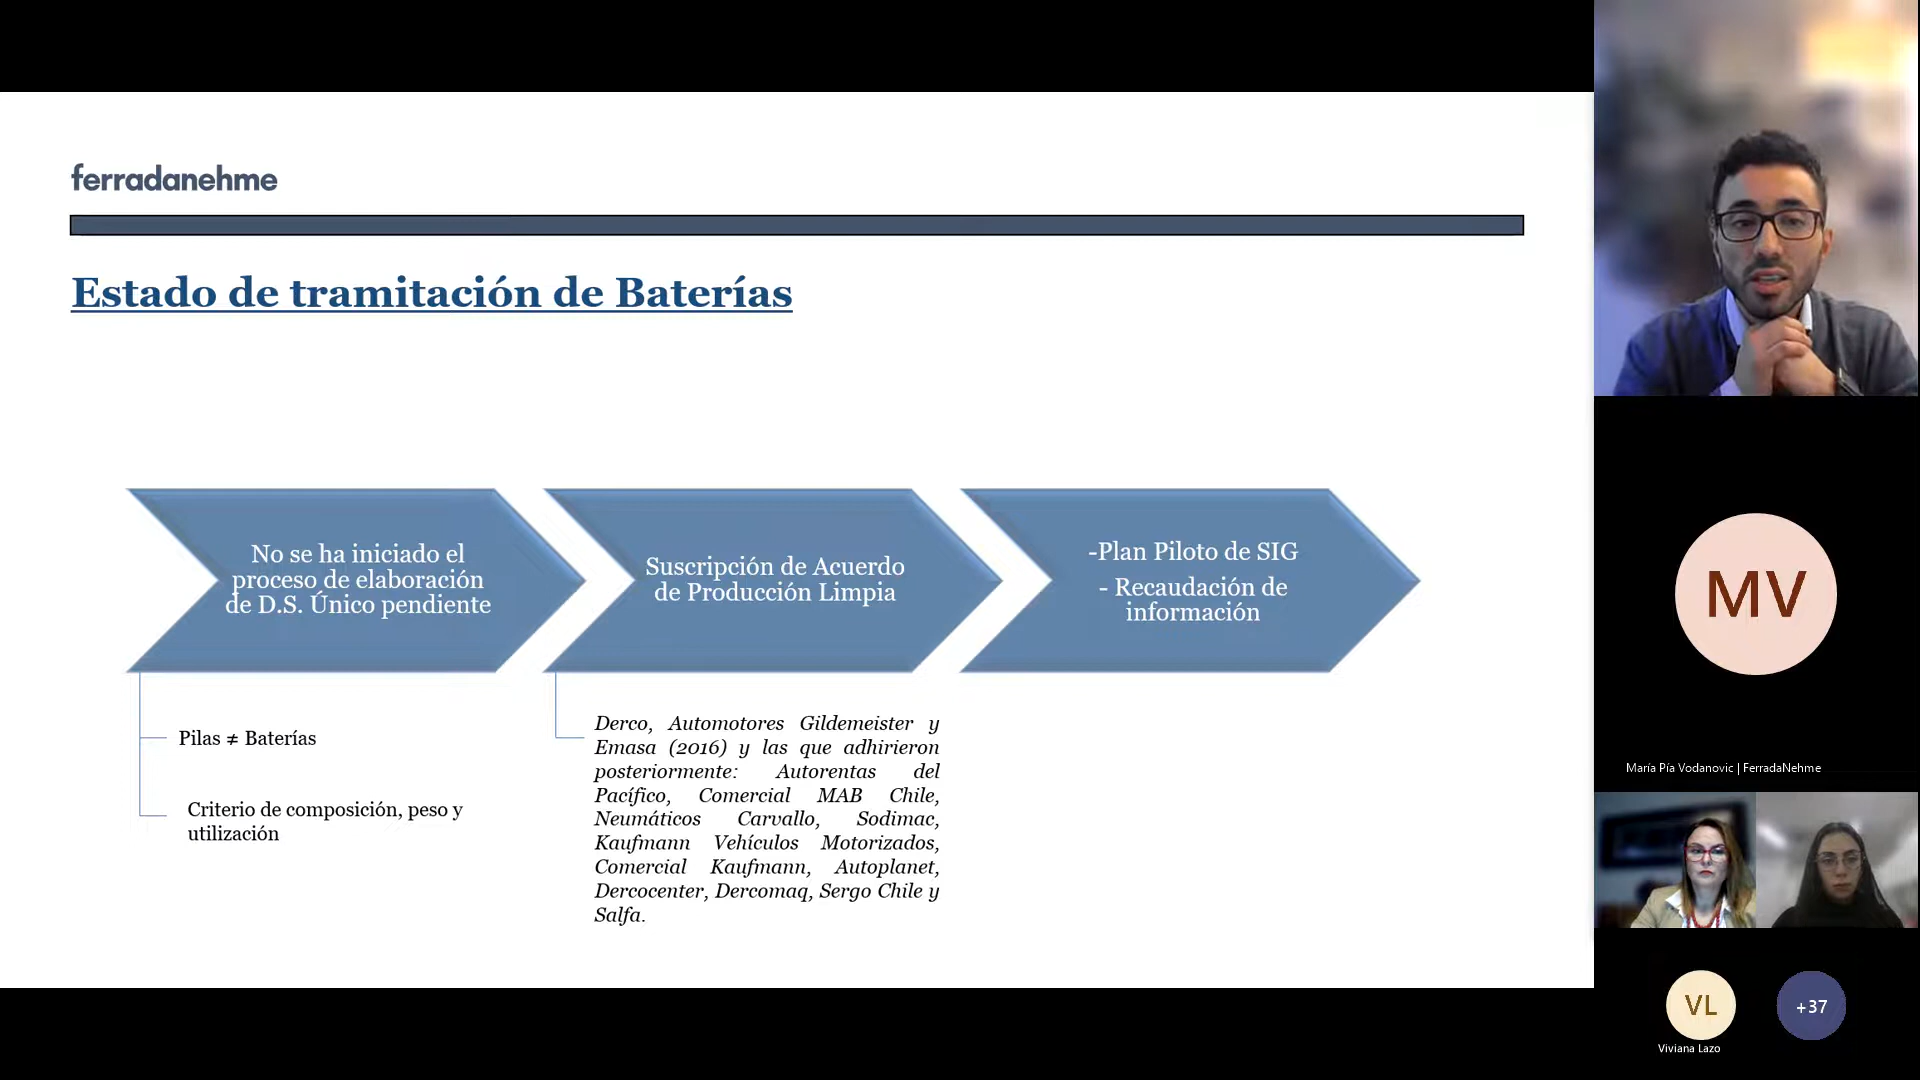 ferradanehme
Estado de tramitación de Baterías
No se ha iniciado el
proceso de elaboración
de D.S. Único pendiente
Pilas ≠ Baterías
Criterio de composición, peso y
utilización
Suscripción de Acuerdo
de Producción Limpia
Derco, Automotores Gildemeister y
Emasa (2016) y las que adhirieron
posteriormente: Autorentas del
Pacífico, Comercial MAB Chile,
Neumáticos Carvallo, Sodimac,
Kaufmann Vehículos Motorizados,
Comercial Kaufmann, Autoplanet,
Dercocenter, Dercomaq, Sergo Chile y
Salfa.
-Plan Piloto de SIG
- Recaudación de
información
MV
María Pía Vodanovic | FerradaNehme
VL
Viviana Lazo
+37